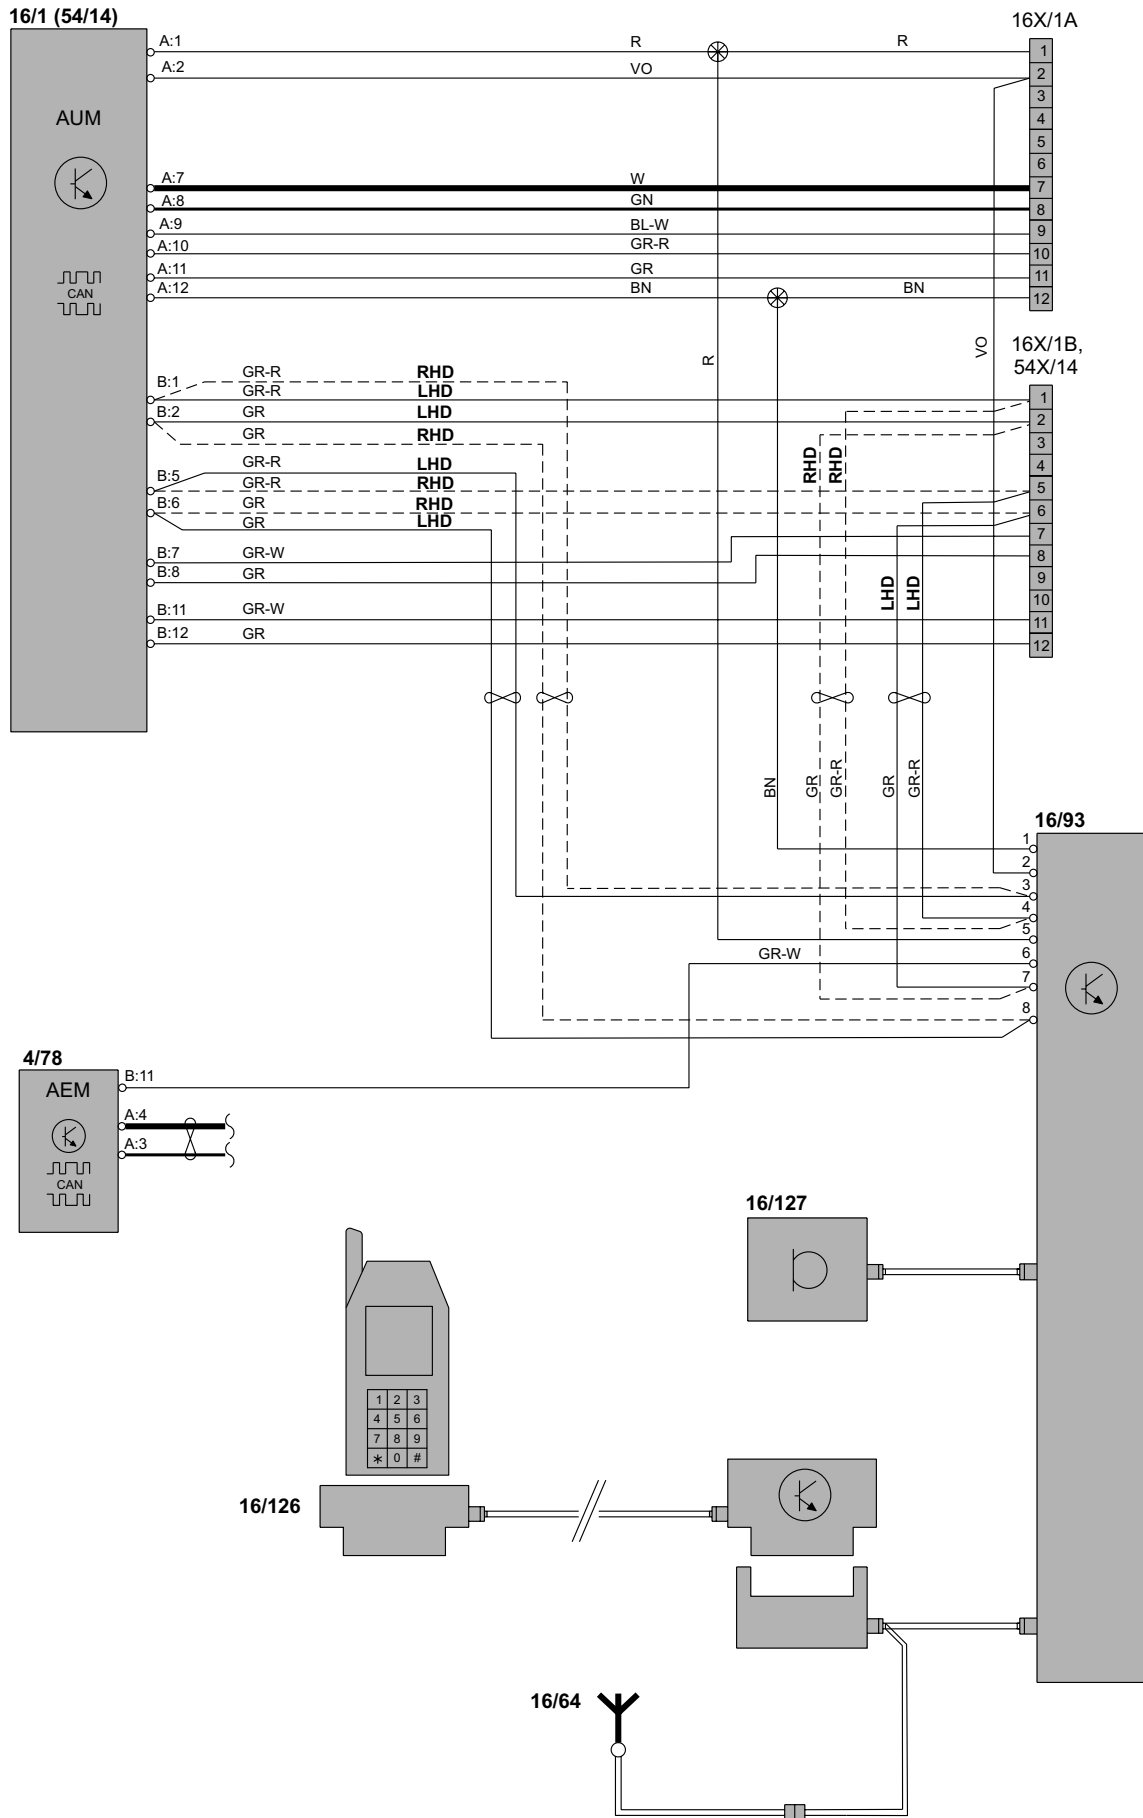 16/1 (54/14)
16X/1A
A:1 R R 1
A:2 VO 2
3
AUM 4
5
6
A:7 W 7
A:8 GN 8
A:9 BL-W 9
A:10 GR-R 10
A:11 GR 11
CAN
A:12 BN BN 12
R
VO
16X/1B,
54X/14
B:1 GR-R RHD
GR-R LHD 1
B:2 GR LHD 2
GR RHD 3
RHD
RHD
4
B:5 GR-R LHD
GR-R RHD 5
B:6 GR RHD 6
GR LHD
7
B:7 GR-W
B:8 GR 8
9
LHD
LHD
10
B:11 GR-W 11
B:12 GR 12
BN
GR
GR-R
GR
GR-R
16/93
1
2
3
4
5
GR-W 6
7
8
4/78
AEM
B:11
A:4
A:3
CAN
16/127
1 2 3
4 5 6
7 8 9
* 0 #
16/126
16/64